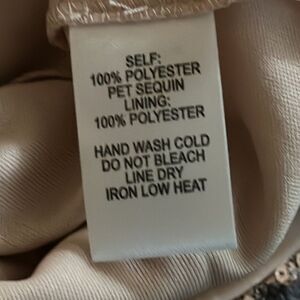 SELF:
100% POLYESTER
PET SEQUIN
LINING:
100% POLYESTER
HAND WASH COLD
DO NOT BLEACH
LINE DRY
IRON LOW HEAT